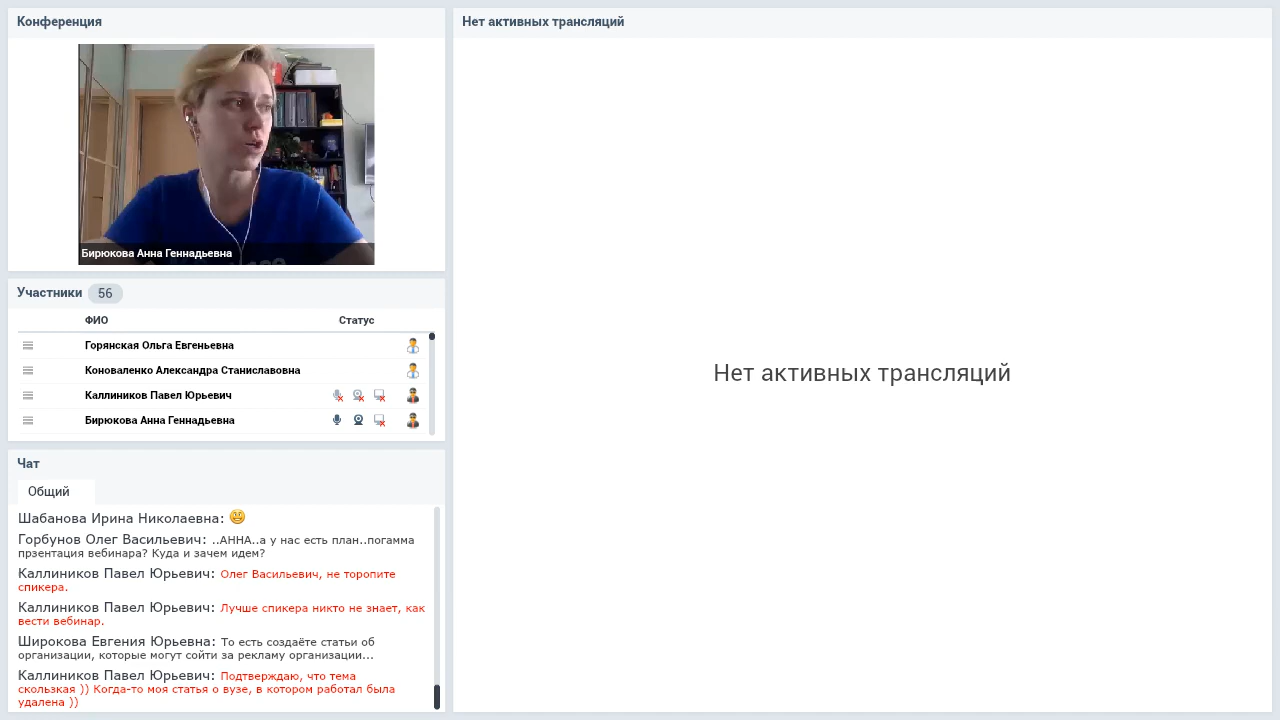 Конференция
Бирюкова Анна Геннадьевна
Участники 56
ФИО Статус
Горянская Ольга Евгеньевна
Коноваленко Александра Станиславовна
Каллиников Павел Юрьевич
Бирюкова Анна Геннадьевна
Чат
Общий
Шабанова Ирина Николаевна:
Горбунов Олег Васильевич: ..АННА..а у нас есть план..погамма
прзентация вебинара? Куда и зачем идем?
Каллиников Павел Юрьевич: Олег Васильевич, не торопите
спикера.
Каллиников Павел Юрьевич: Лучше спикера никто не знает, как
вести вебинар.
Широкова Евгения Юрьевна: То есть создаёте статьи об
организации, которые могут сойти за рекламу организации...
Каллиников Павел Юрьевич: Подтверждаю, что тема
скользкая )) Когда-то моя статья о вузе, в котором работал была
удалена ))
Нет активных трансляций
Нет активных трансляций